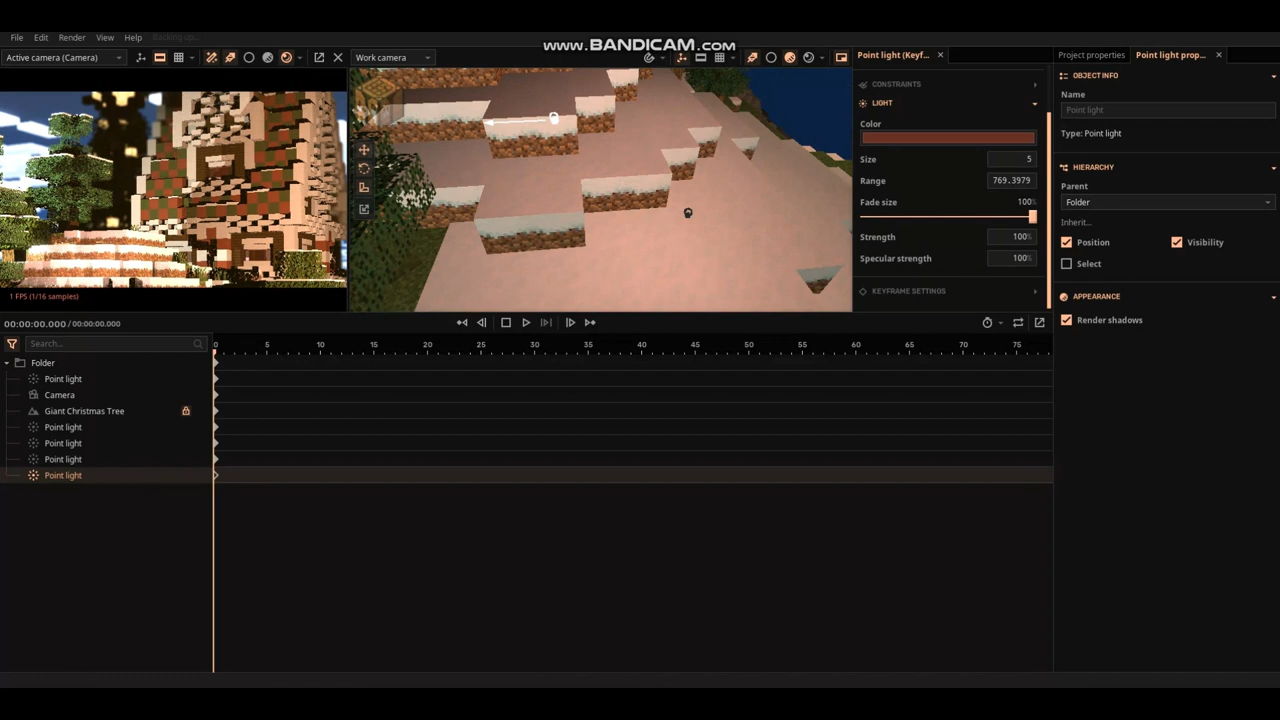 www.BANDICAM.com
File Edit Render View Help Backing up...
Active camera (Camera)
Work camera
Point light (Keyf...
Project properties
Point light prop...
1 FPS (1/16 samples)
CONSTRAINTS
LIGHT
Color
Size 5
Range 769.3979
Fade size 100%
Strength 100%
Specular strength 100%
KEYFRAME SETTINGS
OBJECT INFO
Name
Point light
Type: Point light
HIERARCHY
Parent
Folder
Inherit...
Position Visibility
Select
APPEARANCE
Render shadows
00:00:00.000 / 00:00:00.000
Search...
0 5 10 15 20 25 30 35 40 45 50 55 60 65 70 75
Folder
Point light
Camera
Giant Christmas Tree
Point light
Point light
Point light
Point light